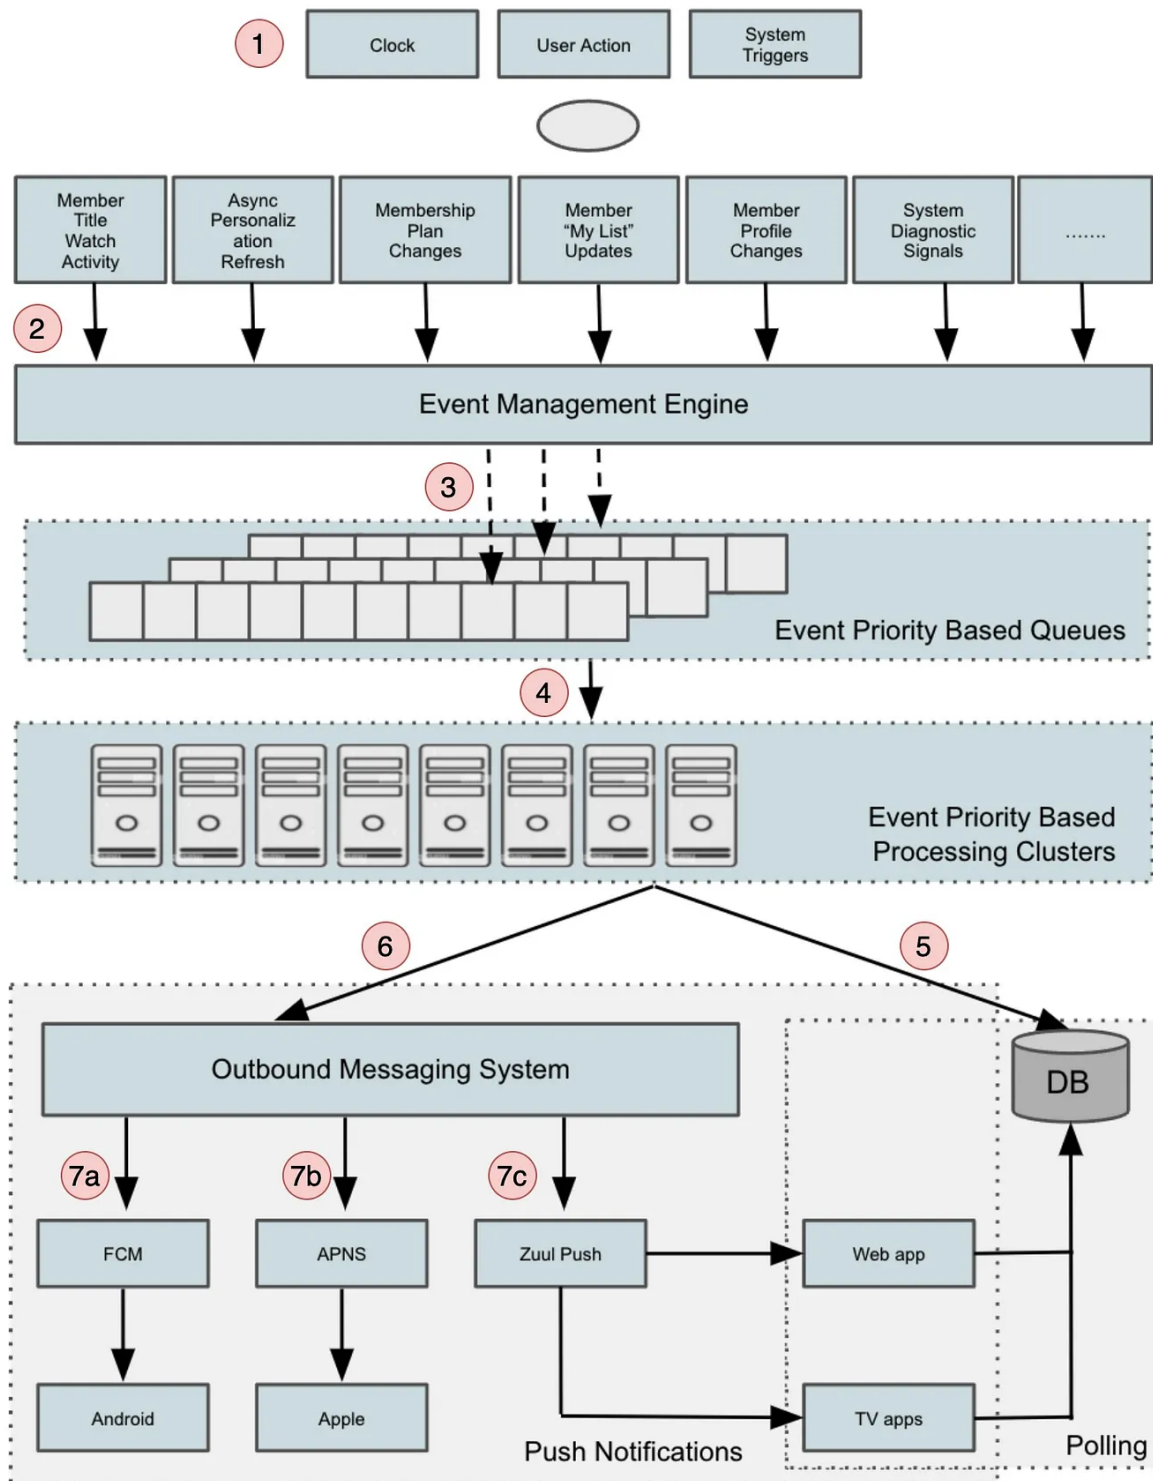 1
Clock
User Action
System
Triggers
Member
Title
Watch
Activity
Async
Personaliz
ation
Refresh
Membership
Plan
Changes
Member
“My List”
Updates
Member
Profile
Changes
System
Diagnostic
Signals
.......
2
Event Management Engine
3
Event Priority Based Queues
4
Event Priority Based
Processing Clusters
6
5
Outbound Messaging System
DB
7a
7b
7c
FCM
APNS
Zuul Push
Web app
Android
Apple
TV apps
Push Notifications
Polling